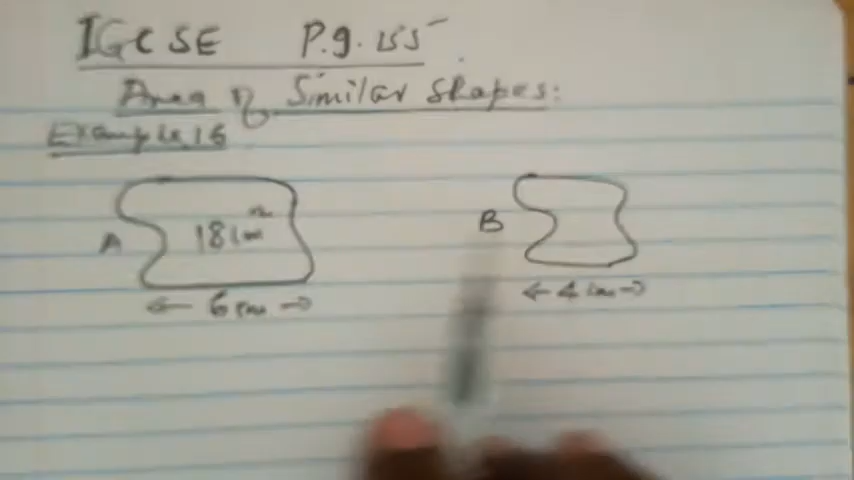 IGCSE P.g. 155
Area of Similar Shapes:
Example 16
A 18cm² B
← 6cm → ← 4cm →